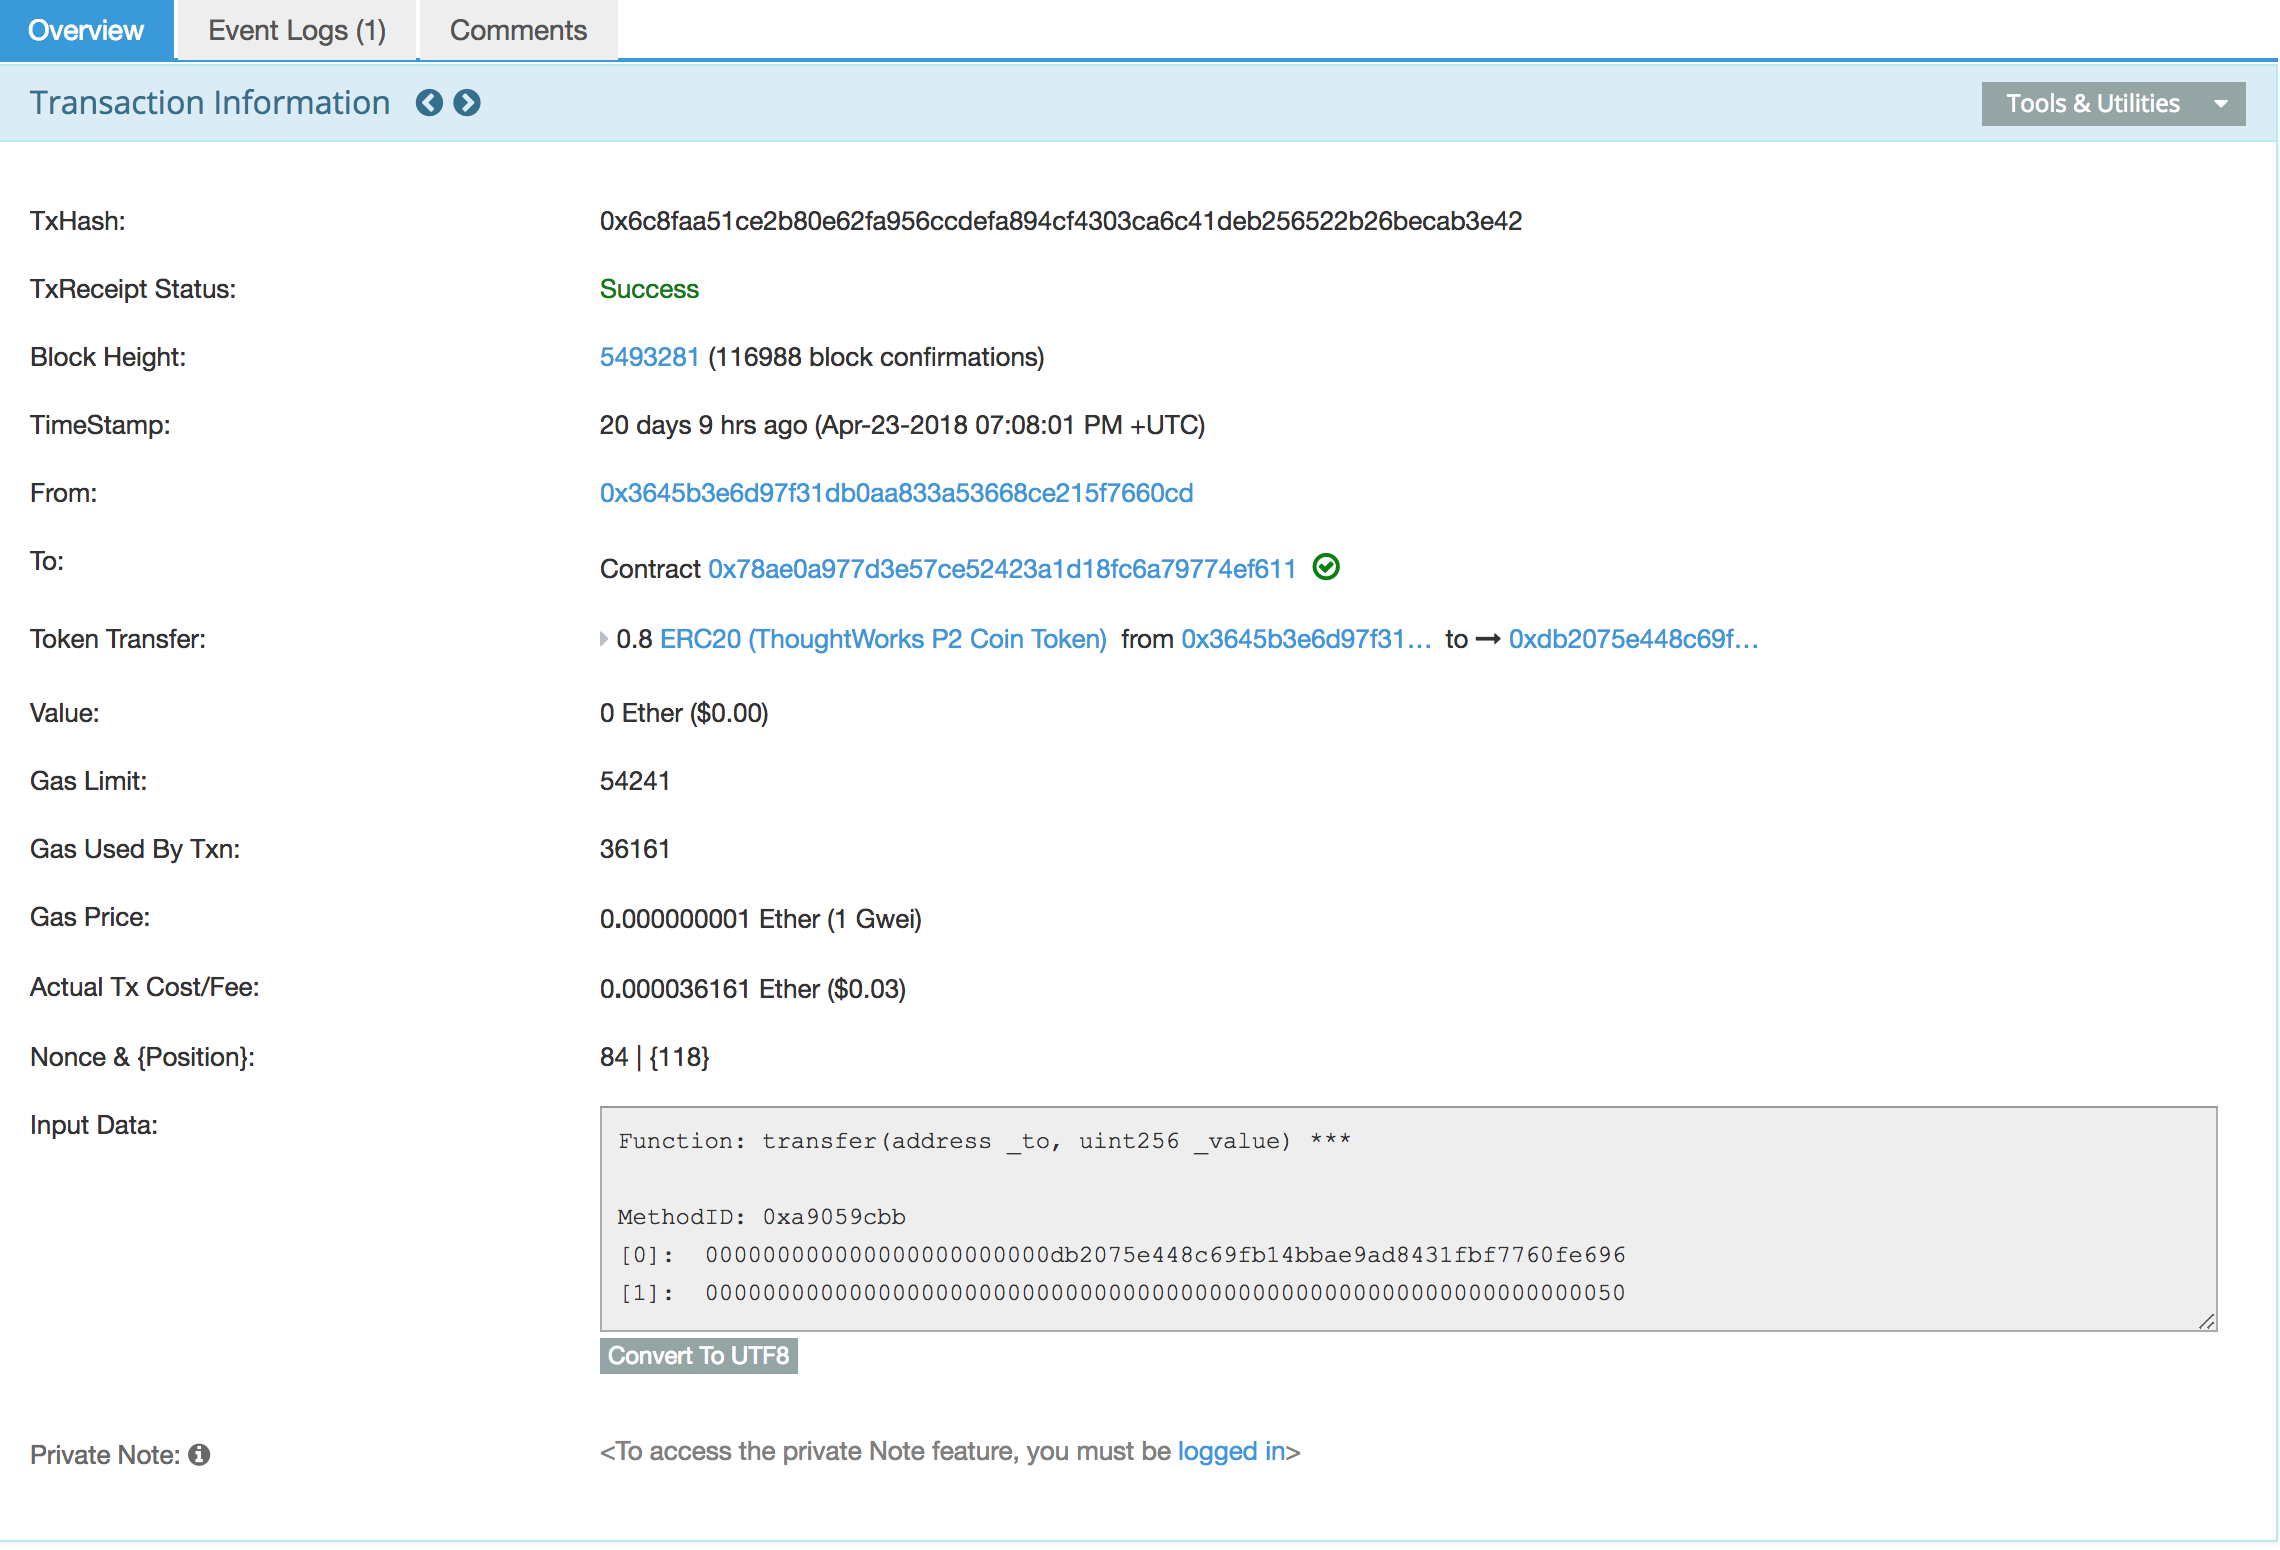 Overview Event Logs (1) Comments
Transaction Information Tools & Utilities
TxHash: 0x6c8faa51ce2b80e62fa956ccdefa894cf4303ca6c41deb256522b26becab3e42
TxReceipt Status: Success
Block Height: 5493281 (116988 block confirmations)
TimeStamp: 20 days 9 hrs ago (Apr-23-2018 07:08:01 PM +UTC)
From: 0x3645b3e6d97f31db0aa833a53668ce215f7660cd
To: Contract 0x78ae0a977d3e57ce52423a1d18fc6a79774ef611
Token Transfer: 0.8 ERC20 (ThoughtWorks P2 Coin Token) from 0x3645b3e6d97f31... to → 0xdb2075e448c69f...
Value: 0 Ether ($0.00)
Gas Limit: 54241
Gas Used By Txn: 36161
Gas Price: 0.000000001 Ether (1 Gwei)
Actual Tx Cost/Fee: 0.000036161 Ether ($0.03)
Nonce & {Position}: 84 | {118}
Input Data: Function: transfer(address _to, uint256 _value) ***
MethodID: 0xa9059cbb
[0]: 000000000000000000000000db2075e448c69fb14bbae9ad8431fbf7760fe696
[1]: 0000000000000000000000000000000000000000000000000000000000000050
Convert To UTF8
Private Note: <To access the private Note feature, you must be logged in>